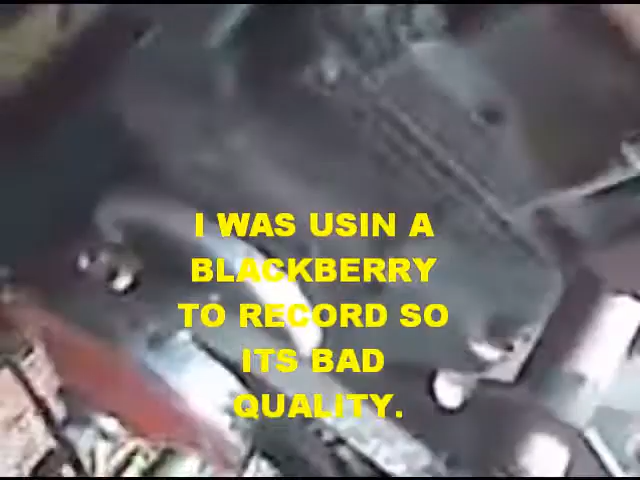 I WAS USIN A
BLACKBERRY
TO RECORD SO
ITS BAD
QUALITY.